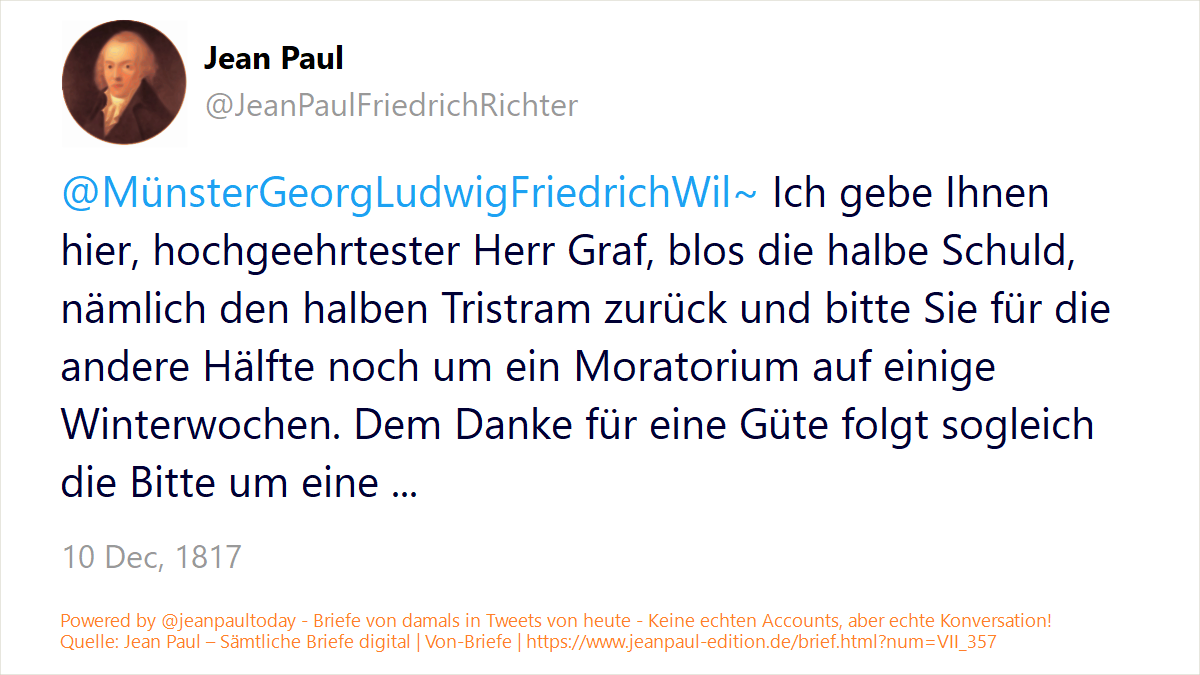 Jean Paul
@JeanPaulFriedrichRichter
@MünsterGeorgLudwigFriedrichWil~ Ich gebe Ihnen
hier, hochgeehrtester Herr Graf, blos die halbe Schuld,
nämlich den halben Tristram zurück und bitte Sie für die
andere Hälfte noch um ein Moratorium auf einige
Winterwochen. Dem Danke für eine Güte folgt sogleich
die Bitte um eine ...
10 Dec, 1817
Powered by @jeanpaultoday - Briefe von damals in Tweets von heute - Keine echten Accounts, aber echte Konversation!
Quelle: Jean Paul – Sämtliche Briefe digital | Von-Briefe | https://www.jeanpaul-edition.de/brief.html?num=VII_357